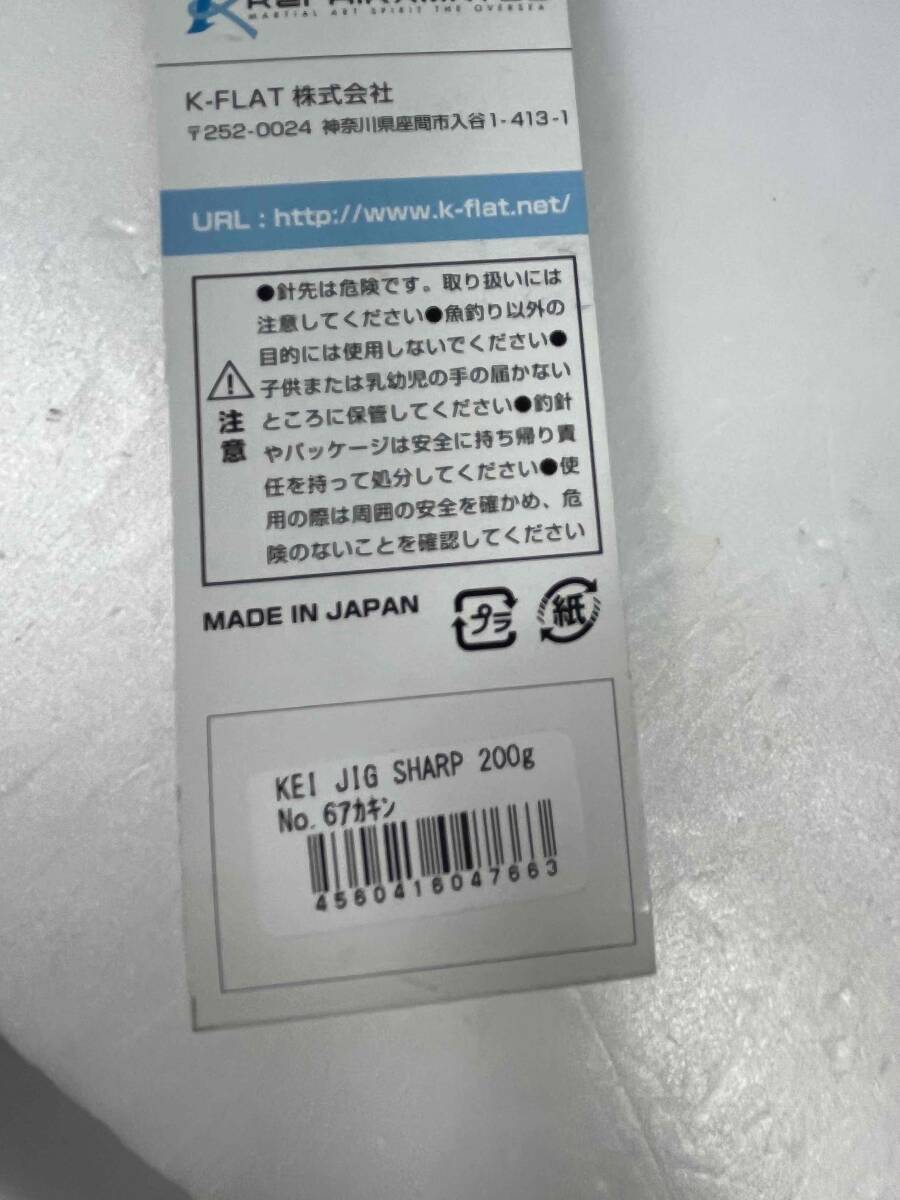 MARTIAL ART SPIRIT THE OVERSEA
K-FLAT 株式会社
〒252-0024 神奈川県座間市入谷1-413-1
URL : http://www.k-flat.net/
●針先は危険です。取り扱いには
注意してください●魚釣り以外の
目的には使用しないでください●
子供または乳幼児の手の届かない
ところに保管してください●釣針
やパッケージは安全に持ち帰り責
任を持って処分してください●使
用の際は周囲の安全を確かめ、危
険のないことを確認してください
注意
MADE IN JAPAN
プラ
紙
KEI JIG SHARP 200g
No. 67カキン
4560416047663